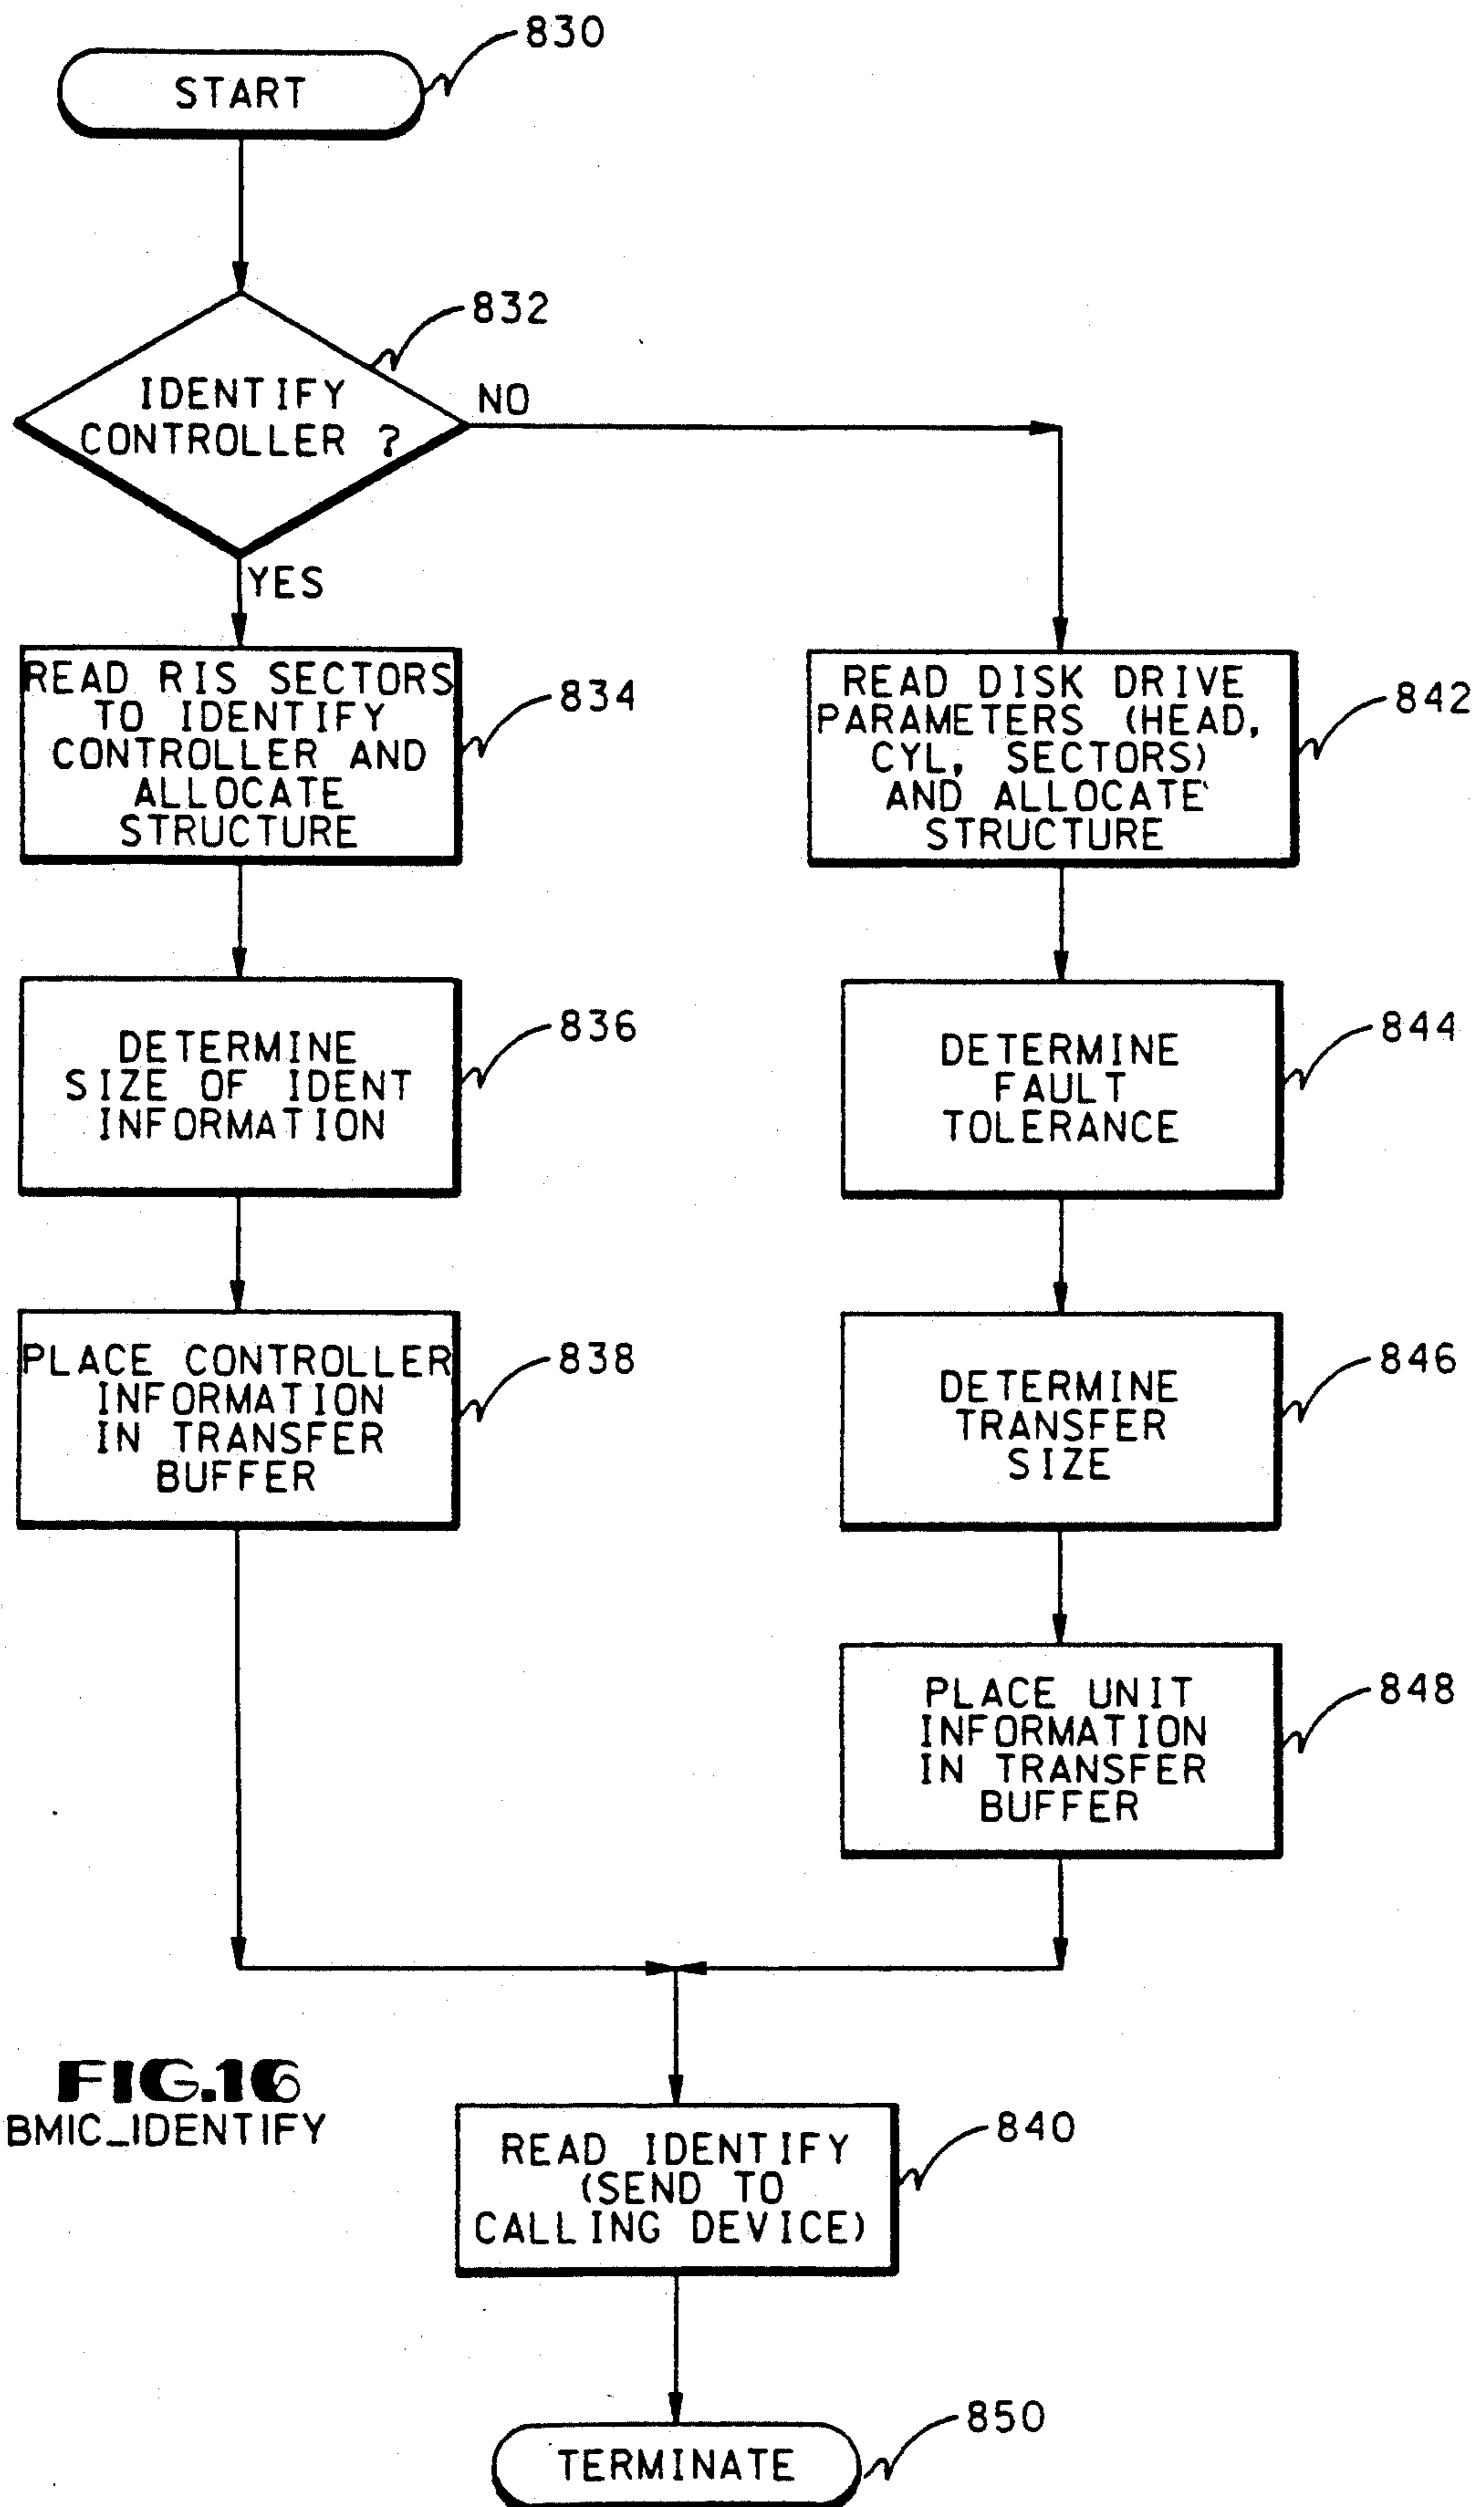 830
START
832
IDENTIFY
CONTROLLER ?
NO
YES
READ RIS SECTORS
TO IDENTIFY
CONTROLLER AND
ALLOCATE
STRUCTURE
834
READ DISK DRIVE
PARAMETERS (HEAD,
CYL, SECTORS)
AND ALLOCATE
STRUCTURE
842
DETERMINE
SIZE OF IDENT
INFORMATION
836
DETERMINE
FAULT
TOLERANCE
844
PLACE CONTROLLER
INFORMATION
IN TRANSFER
BUFFER
838
DETERMINE
TRANSFER
SIZE
846
PLACE UNIT
INFORMATION
IN TRANSFER
BUFFER
848
FIG.16
BMIC_IDENTIFY
READ IDENTIFY
(SEND TO
CALLING DEVICE)
840
TERMINATE
850